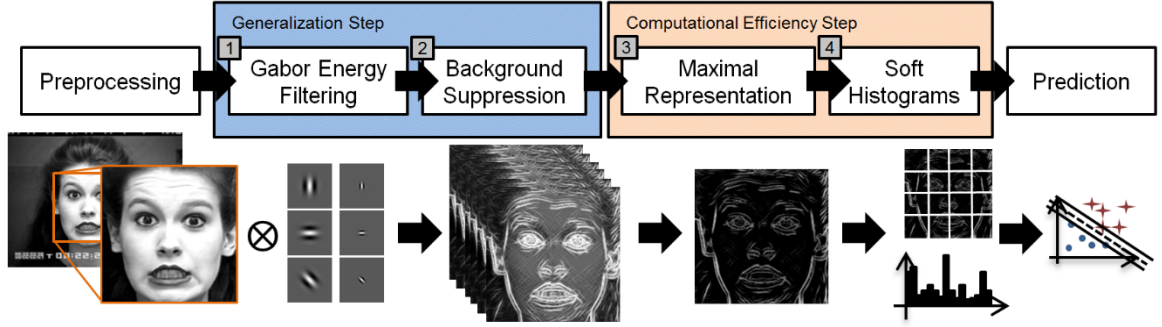 Generalization Step
Computational Efficiency Step
1
2
3
4
Preprocessing
Gabor Energy
Filtering
Background
Suppression
Maximal
Representation
Soft
Histograms
Prediction